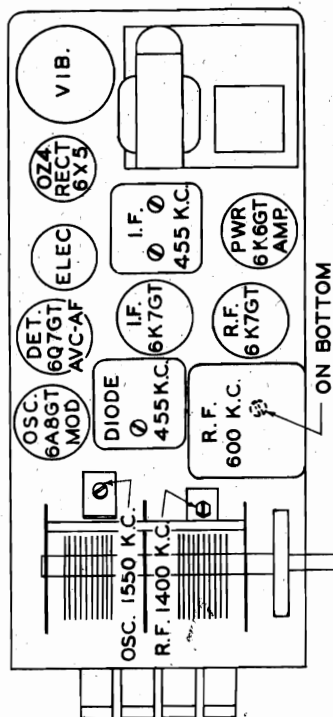 VIB.
OZ4
RECT
6X5
ELEC
DET.
6Q7GT
AVC-AF
OSC.
6A8GT
MOD
I.F.
455 K.C.
I.F.
6K7GT
DIODE
455K.C.
PWR
6K6GT
AMP.
R.F.
6K7GT
R.F.
600 K.C.
ON BOTTOM
OSC. 1550 K.C.
R.F. 1400 K.C.